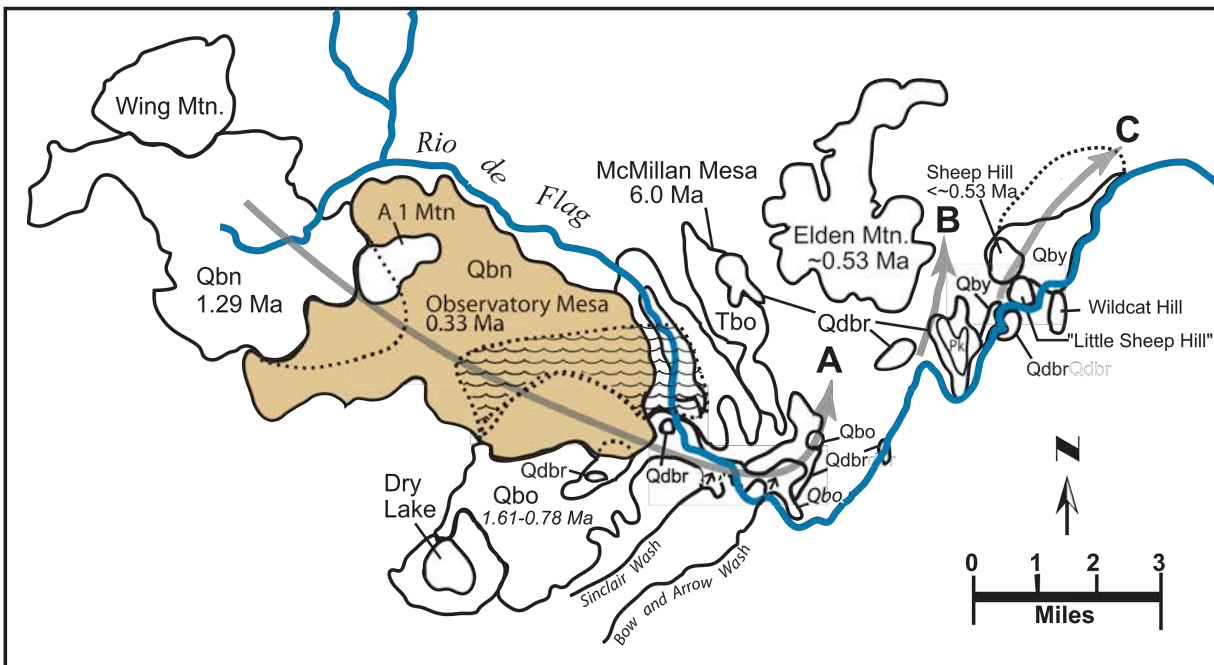 Wing Mtn.
Rio de Flag
A 1 Mtn
Qbn
1.29 Ma
Qbn
Observatory Mesa
0.33 Ma
McMillan Mesa
6.0 Ma
Tbo
Elden Mtn.
~0.53 Ma
Sheep Hill
<~0.53 Ma
C
B
A
Qby
Qby
Qdbr
Pk
Wildcat Hill
"Little Sheep Hill"
QdbrQdbr
Qbo
Qdbr
Qbo
Qdbr
Qdbr
Qbo
1.61-0.78 Ma
Dry
Lake
Sinclair Wash
Bow and Arrow Wash
N
0 1 2 3
Miles